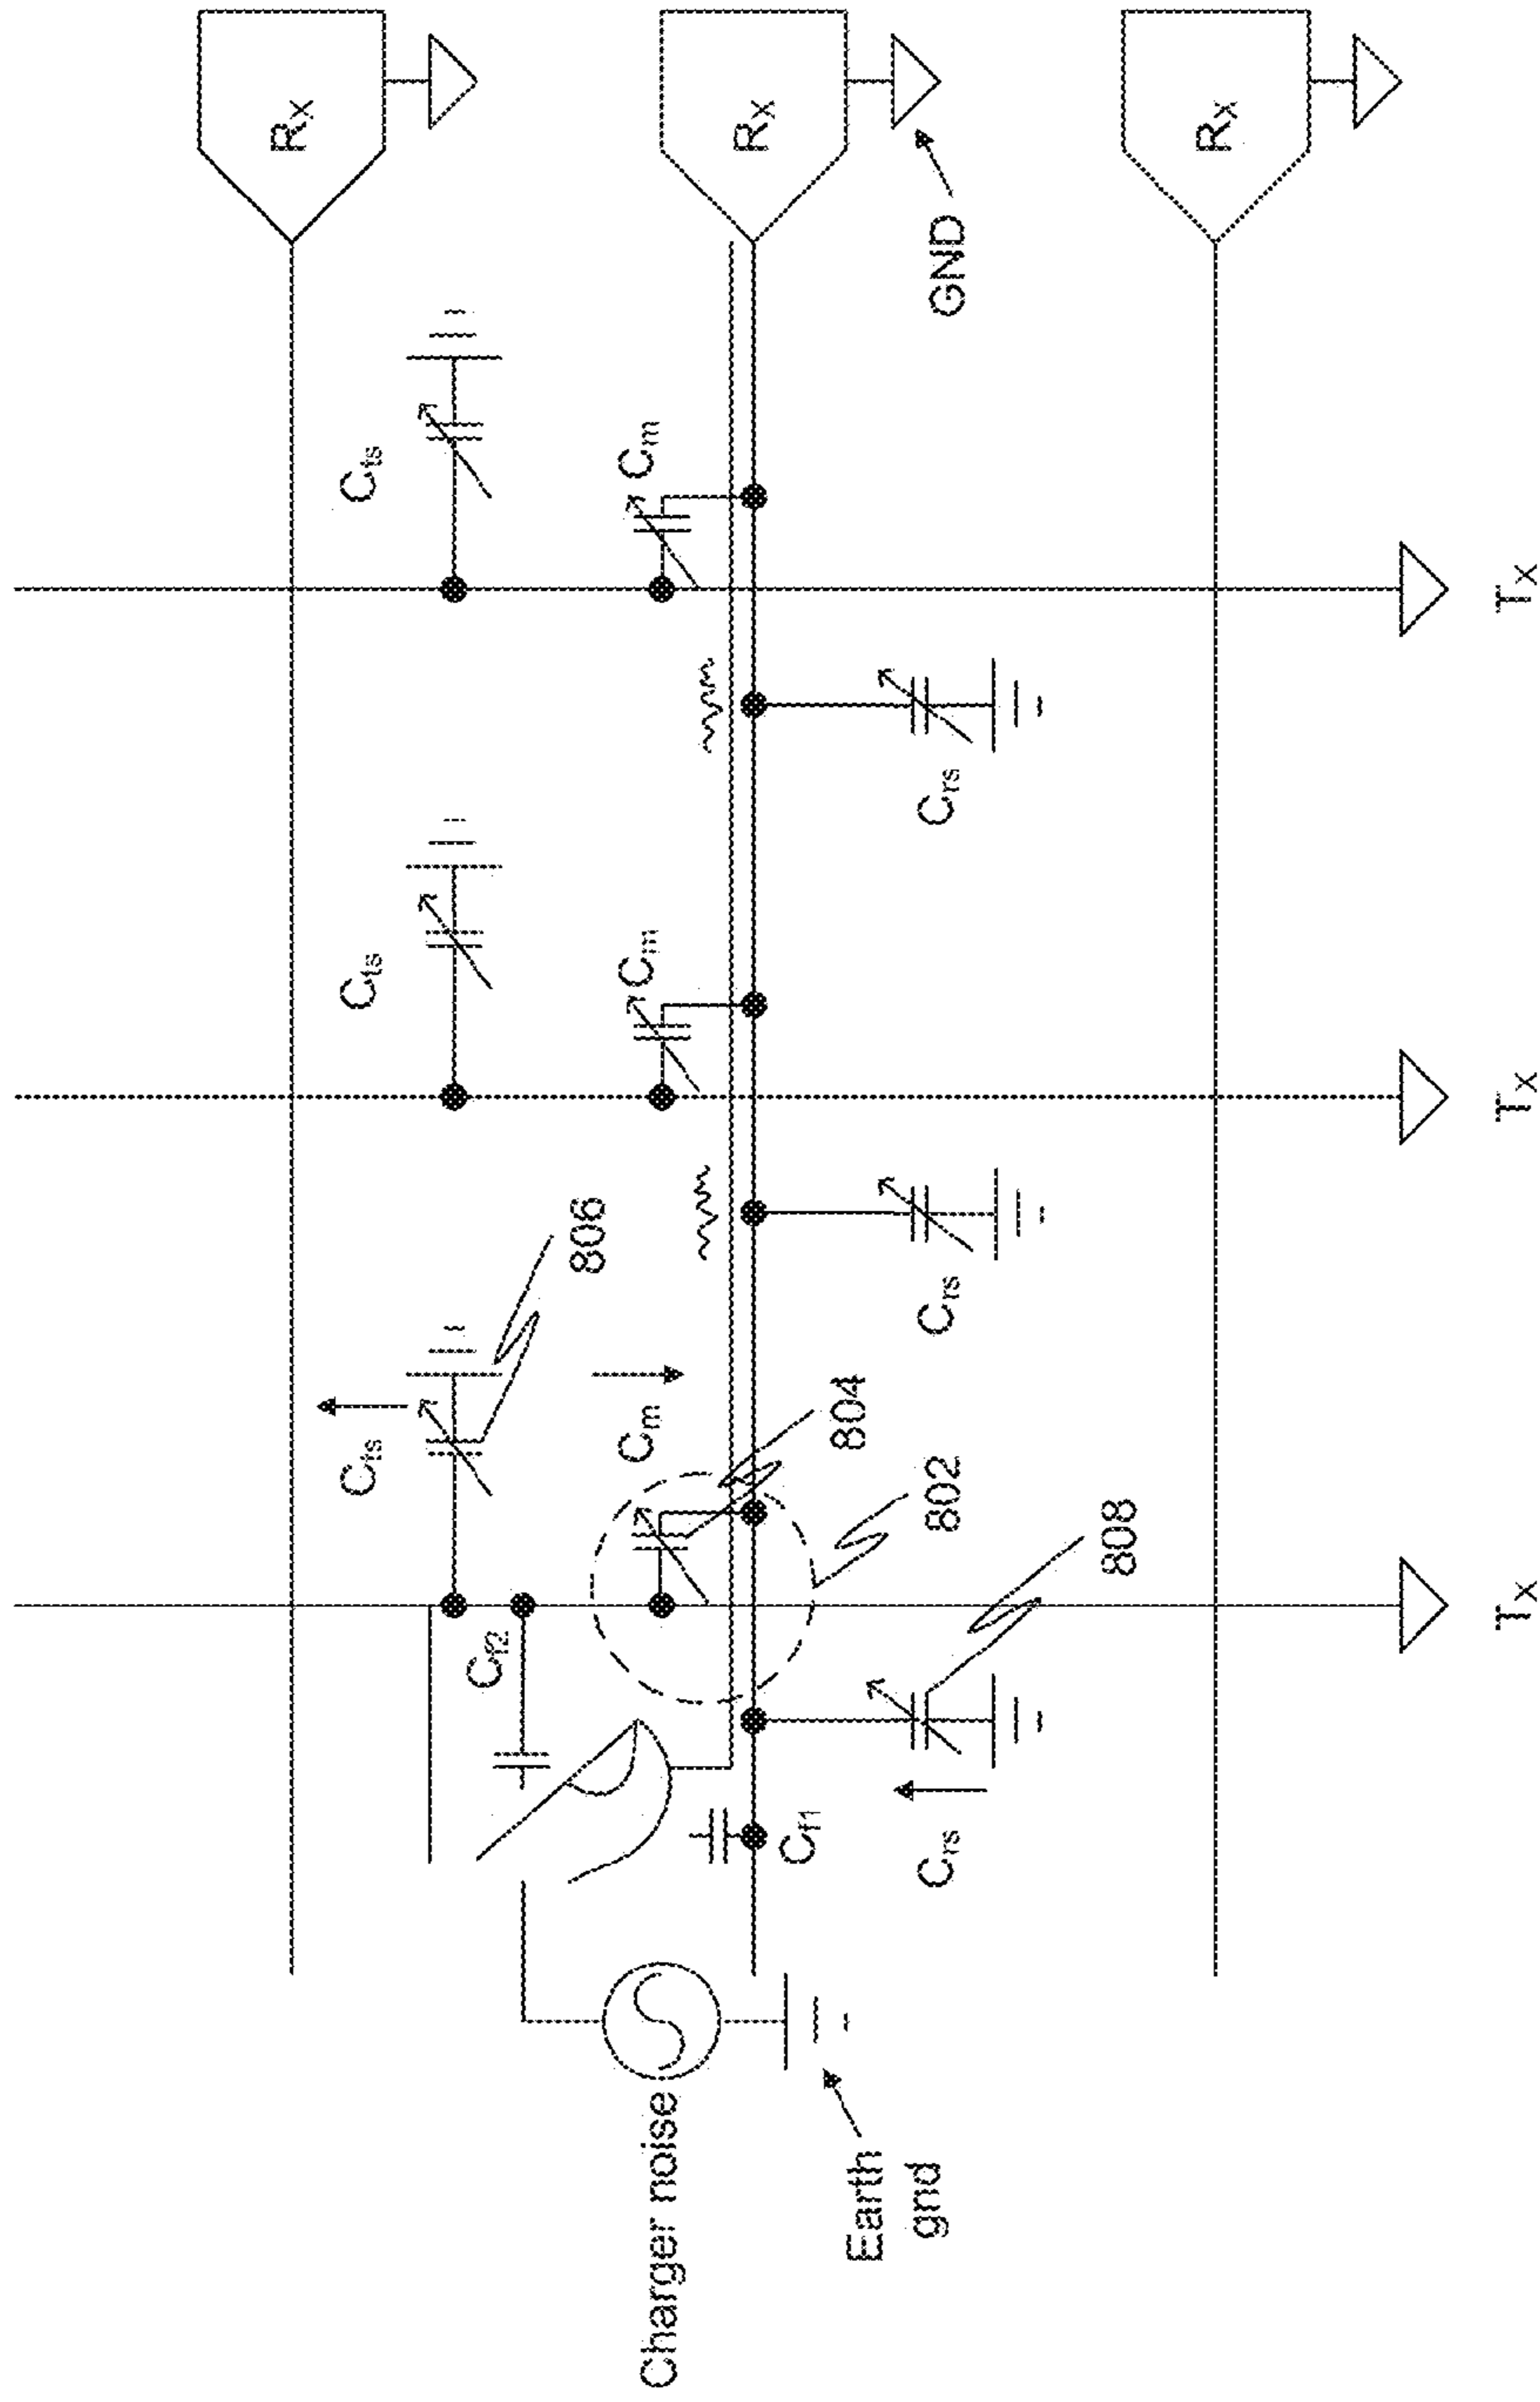 Rx
Rx
Rx
GND
Cts
Cm
Crs
Cts
Cm
Crs
806
Cts
Cm
804
802
808
Cf2
Cf1
Crs
Charger noise
Earth
gnd
Tx
Tx
Tx